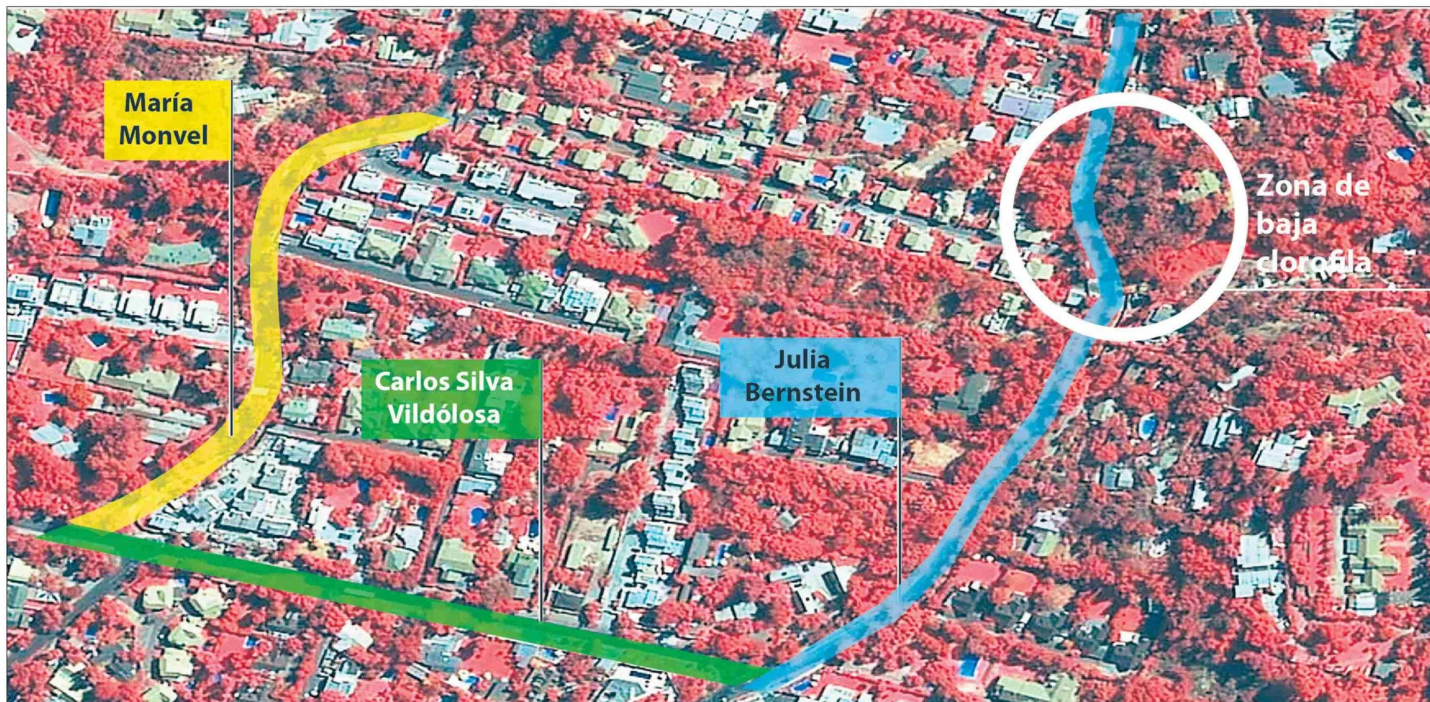 María
Monvel
Carlos Silva
Vildólosa
Julia
Bernstein
Zona de
baja
clorofila